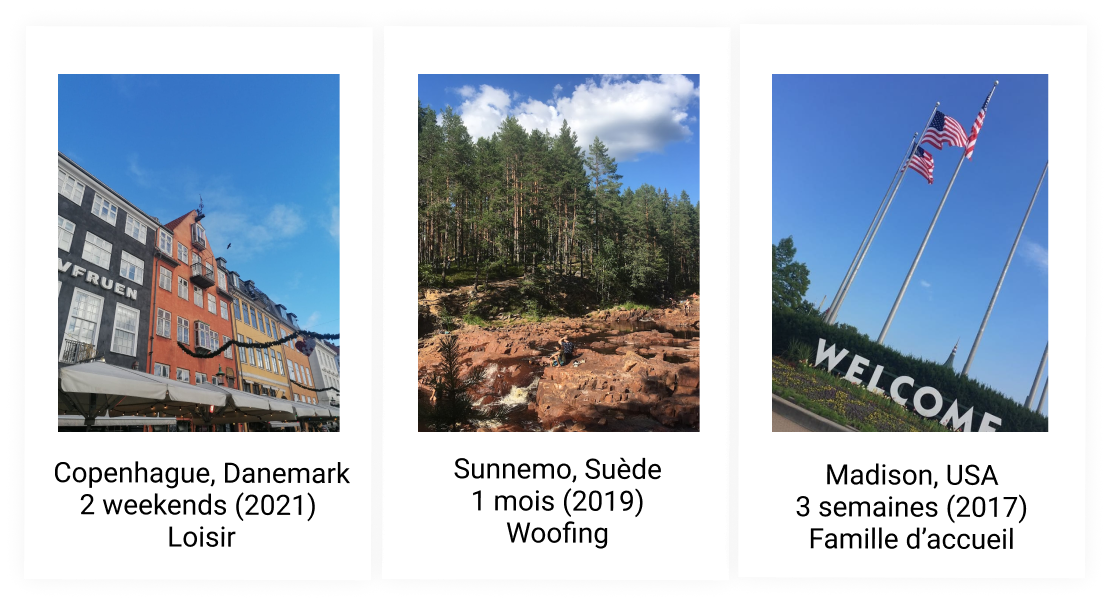 VFRUEN
Copenhague, Danemark
2 weekends (2021)
Loisir
Sunnemo, Suède
1 mois (2019)
Woofing
WELCOME
Madison, USA
3 semaines (2017)
Famille d’accueil